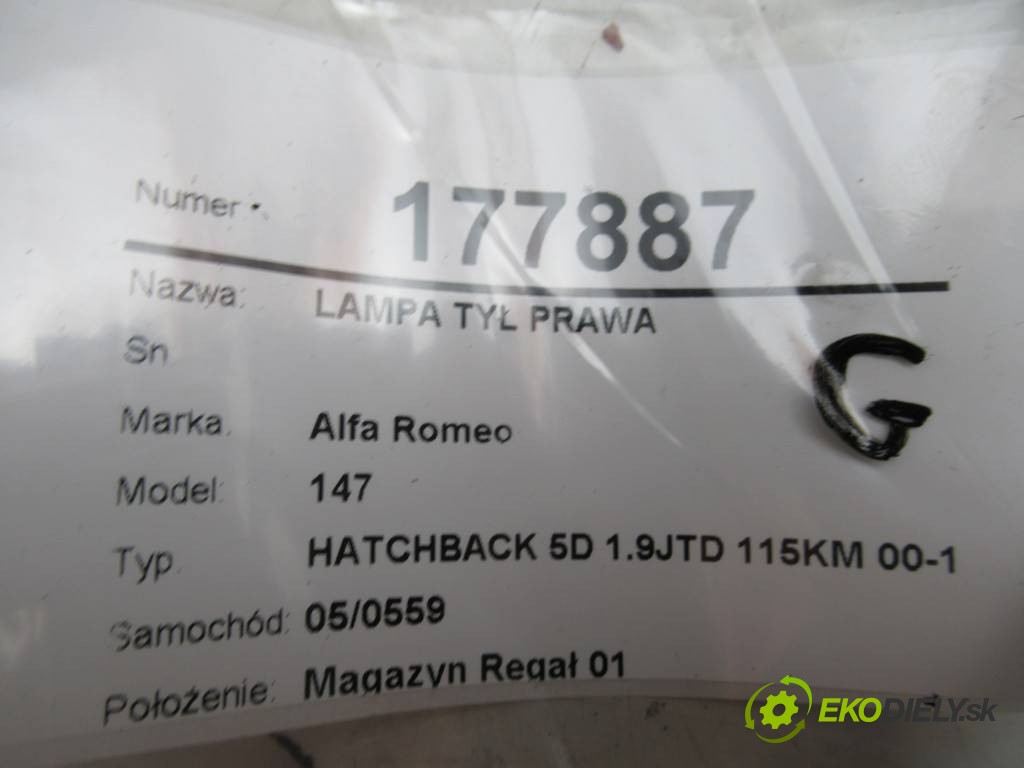 Numer 177887
Nazwa: LAMPA TYŁ PRAWA
Sn
G
Marka. Alfa Romeo
Model: 147
Typ. HATCHBACK 5D 1.9JTD 115KM 00-1
Samochód: 05/0559
Położenie: Magazyn Regał 01
EKODIELY.sk